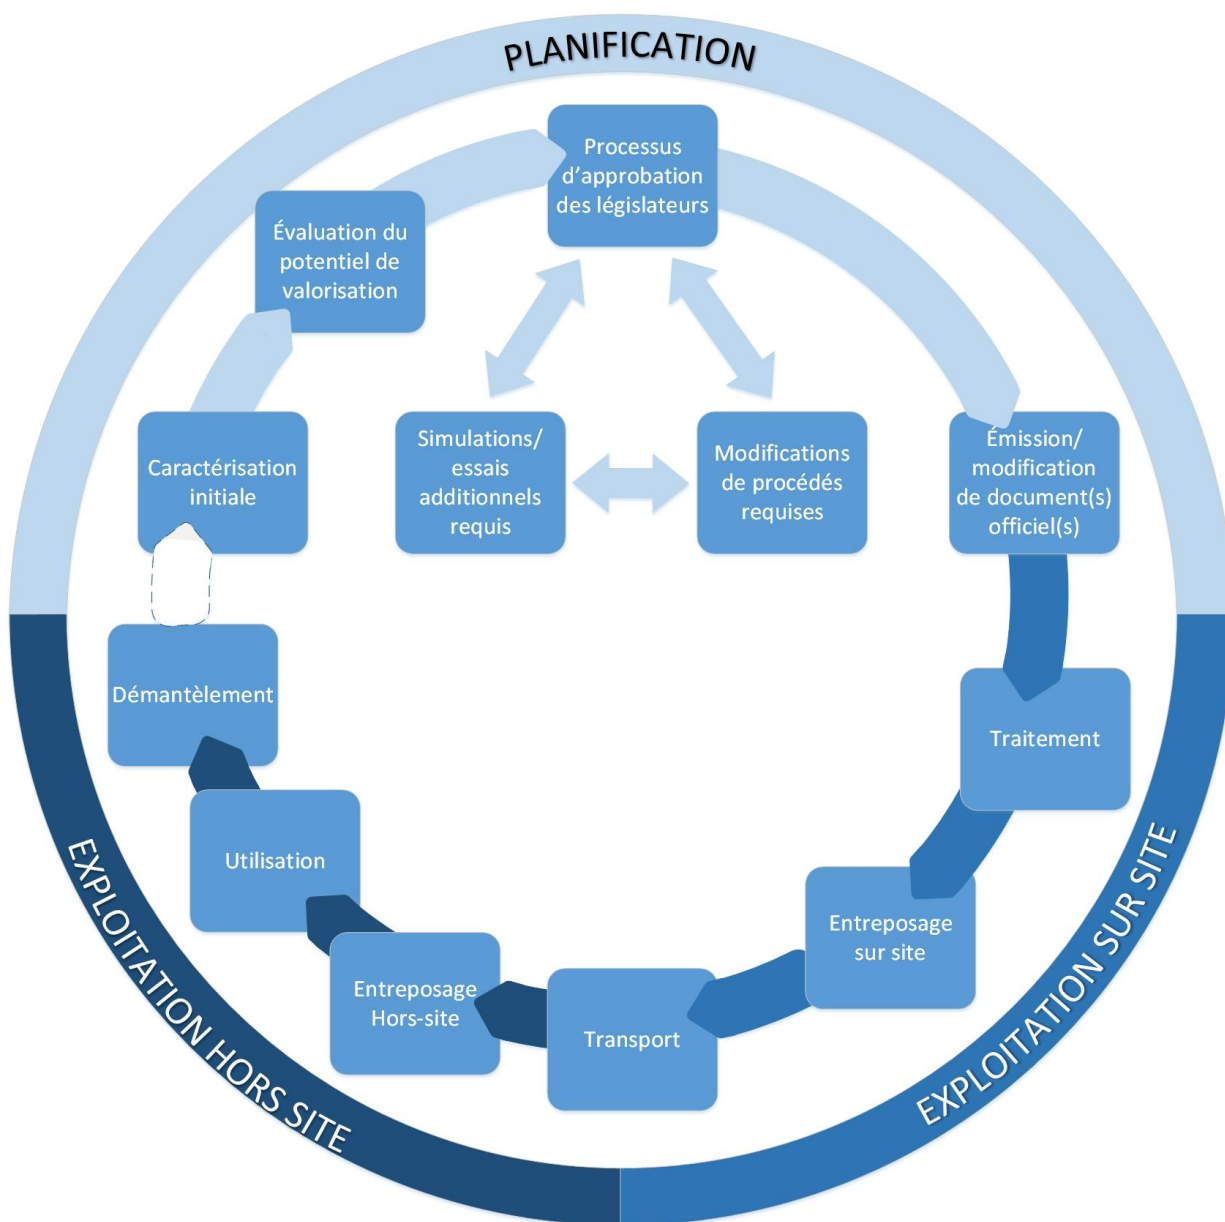 PLANIFICATION
Processus
d’approbation
des législateurs
Évaluation du
potentiel de
valorisation
Caractérisation
initiale
Simulations/
essais
additionnels
requis
Modifications
de procédés
requises
Émission/
modification
de document(s)
officiel(s)
Traitement
Entreposage
sur site
Transport
Entreposage
Hors-site
Utilisation
Démantèlement
EXPLOITATION SUR SITE
EXPLOITATION HORS SITE